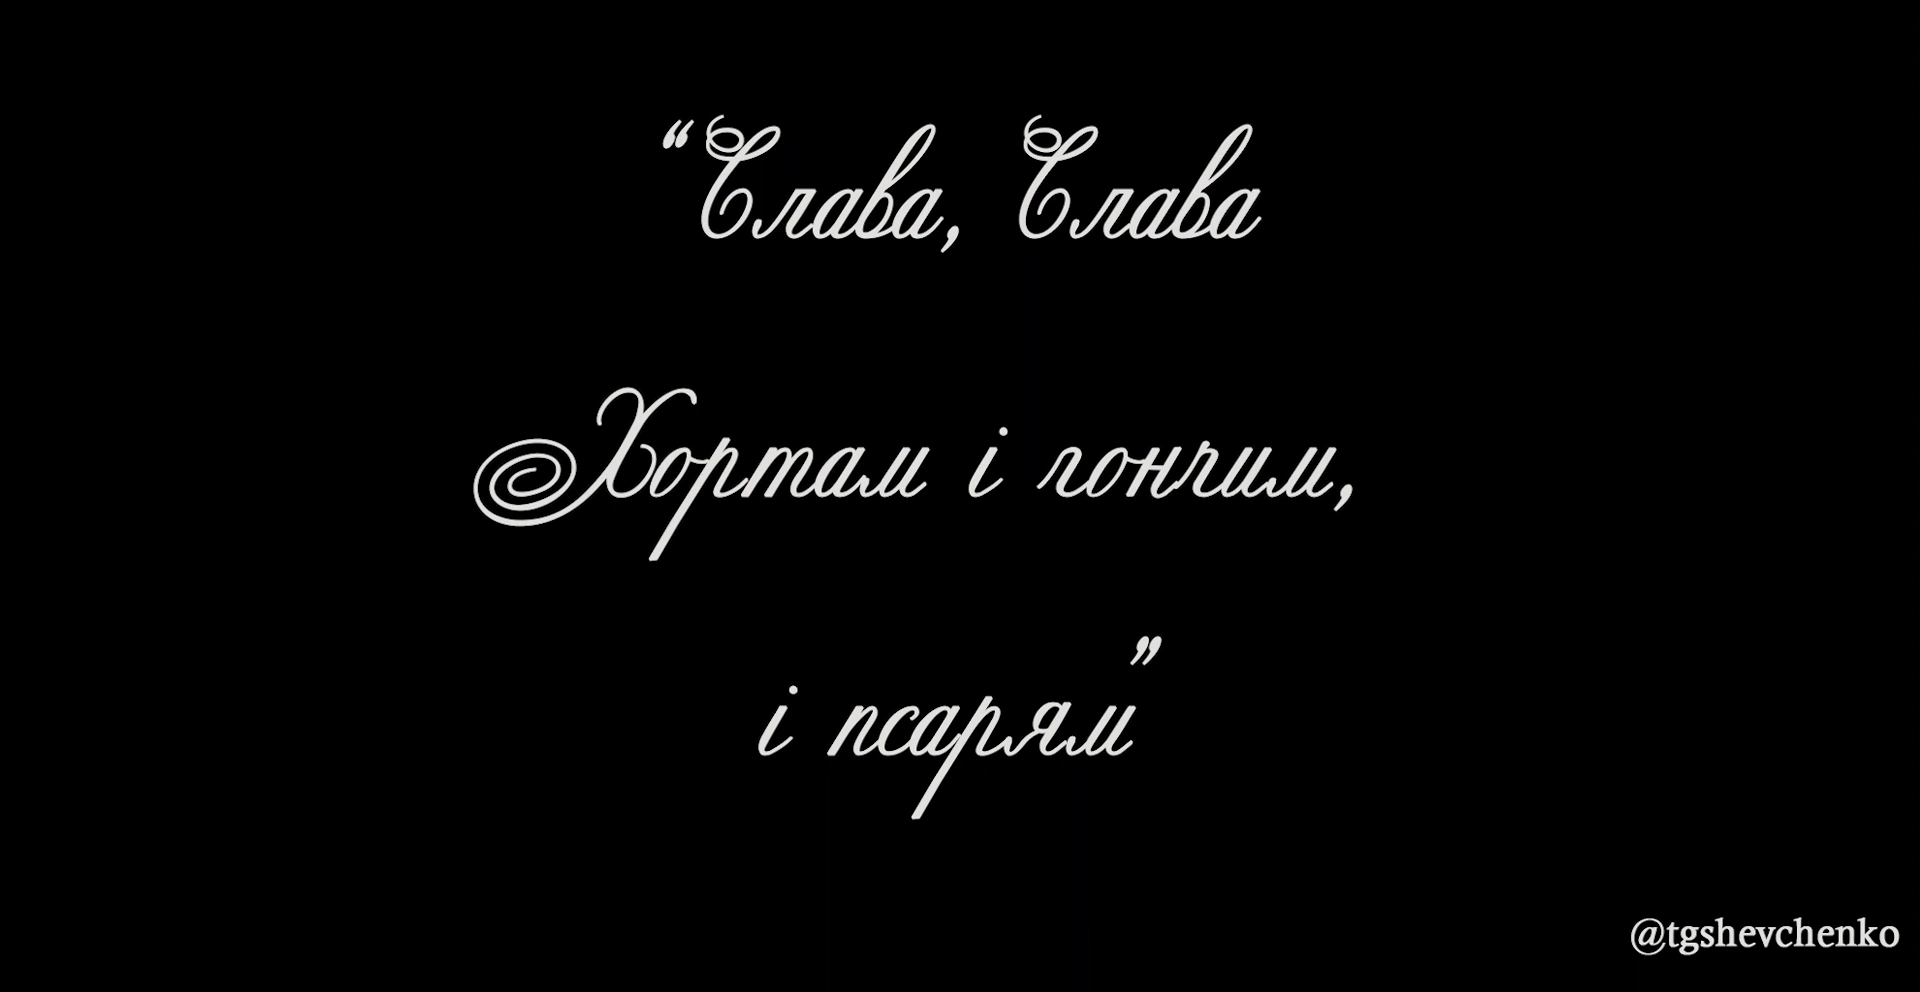 “Слава, Слава
Хортам і гончим,
і псарям”
@tgshevchenko